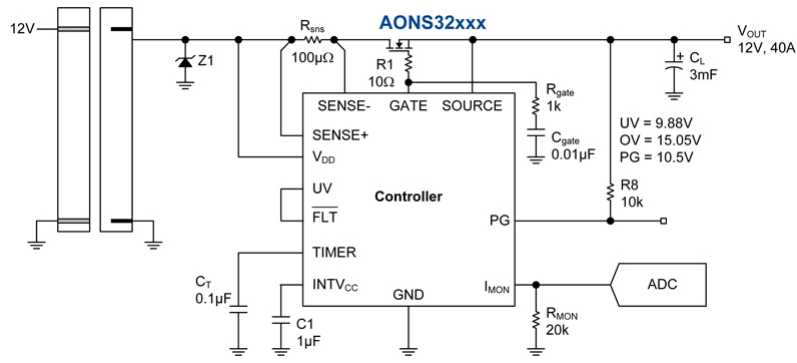 AONS32xxx
12V
Rsns
100μΩ
VOUT
12V, 40A
Z1
R1
10Ω
CL
3mF
+
Rgate
1k
SENSE-
GATE
SOURCE
UV = 9.88V
OV = 15.05V
PG = 10.5V
SENSE+
Cgate
0.01μF
VDD
R8
10k
UV
Controller
FLT
PG
TIMER
CT
0.1μF
INTVCC
IMON
ADC
GND
C1
1μF
RMON
20k